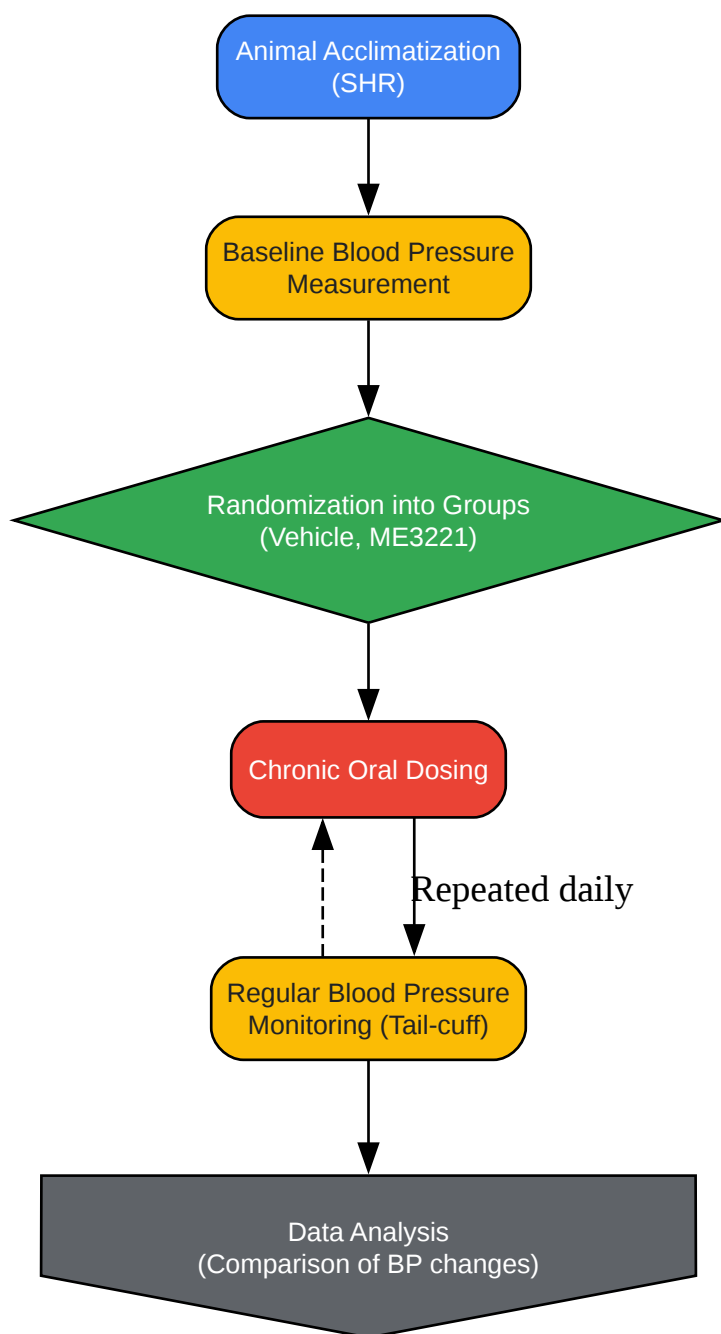 Animal Acclimatization
(SHR)
Baseline Blood Pressure
Measurement
Randomization into Groups
(Vehicle, ME3221)
Chronic Oral Dosing
Repeated daily
Regular Blood Pressure
Monitoring (Tail-cuff)
Data Analysis
(Comparison of BP changes)